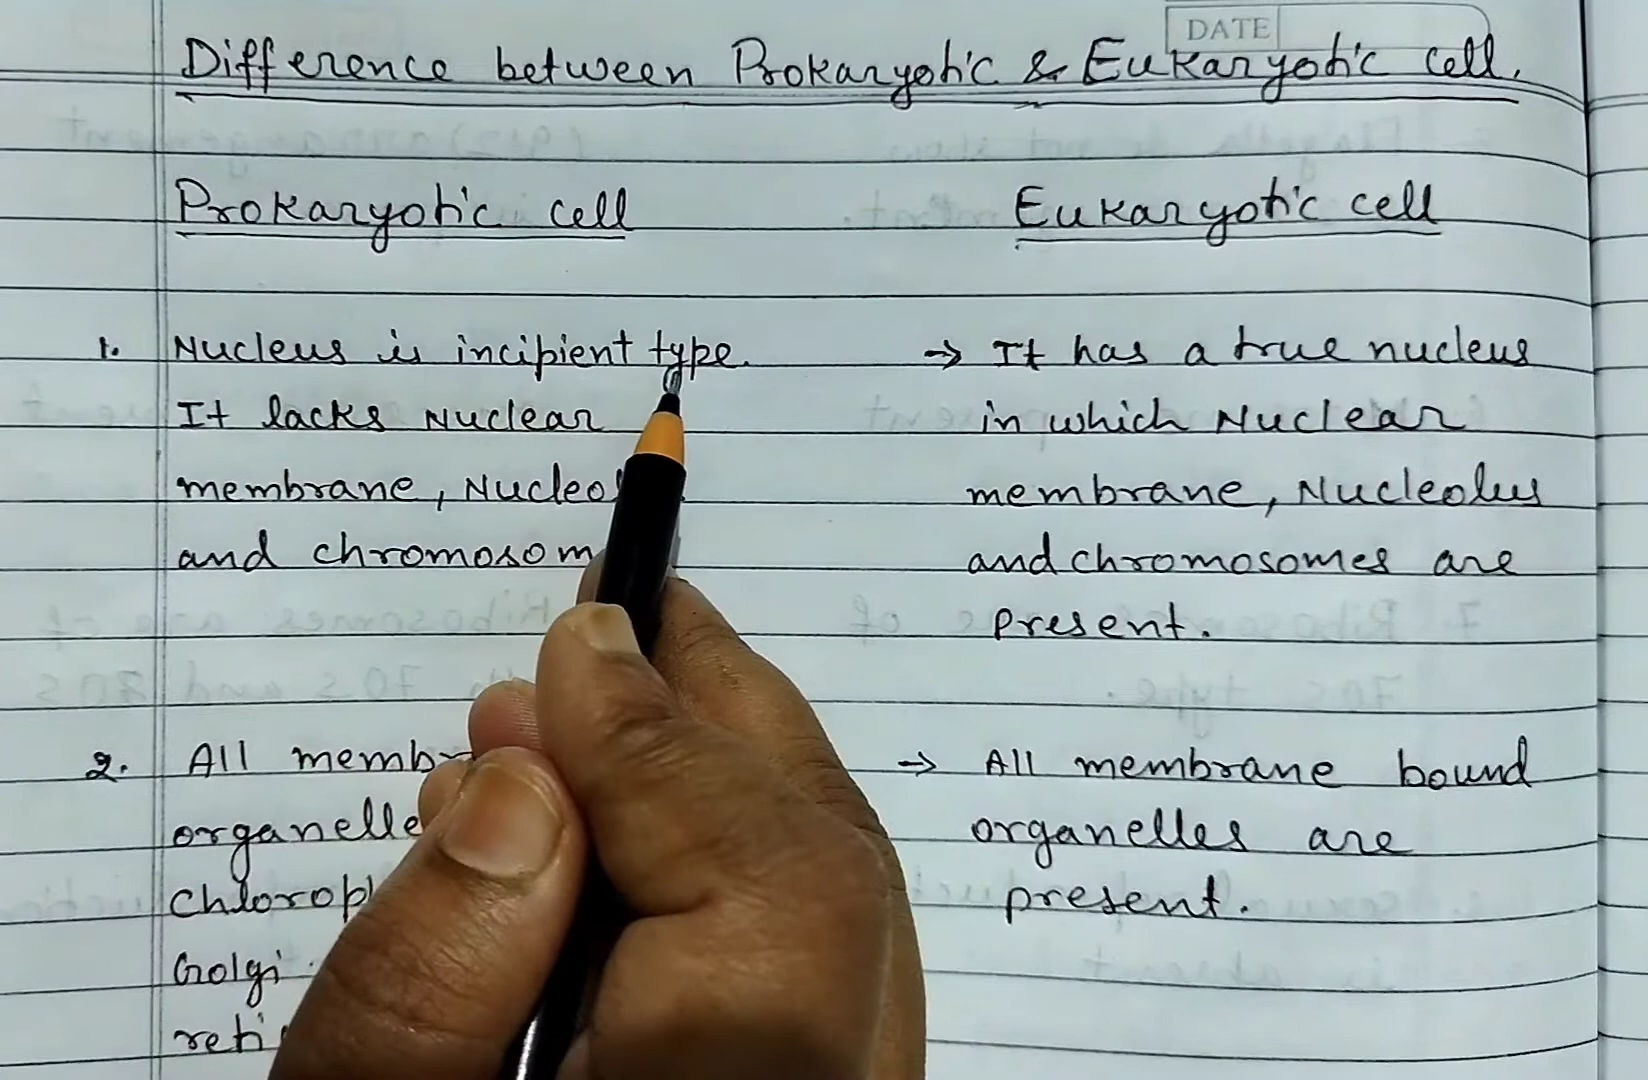 DATE
Difference between Prokaryotic & Eukaryotic cell.
Prokaryotic cell
Eukaryotic cell
1. Nucleus is incipient type.
It lacks Nuclear
membrane, Nucleol
and chromosom
→ It has a true nucleus
in which Nuclear
membrane, Nucleolus
and chromosomes are
present.
2. All membr
organelle
chlorop
Golgi
reti
→ All membrane bound
organelles are
present.